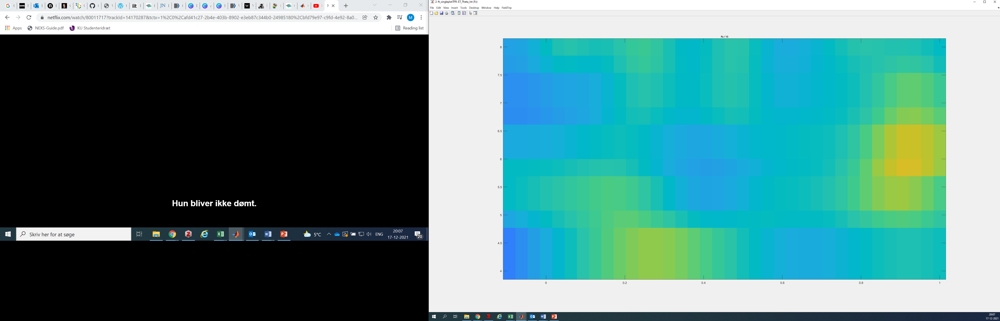 netflix.com/watch/80011717?trackId=14170287&tctx=1%2C0%2Cafd41c27-2b4e-403b-8902-e3eb87c344b0-24985180%2Cbfd79e97-c9fd-4e92-8a0...
M
Apps
NEXS-Guide.pdf
KU Studenteridræt
Reading list
Hun bliver ikke dømt.
Skriv her for at søge
5°C
ENG
20:07
17-12-2021
20
2: ft_singleplotTFR: ET_Theta_Int (Fz)
File Edit View Insert Tools Desktop Window Help FieldTrip
Fz / 13
8
7.5
7
6.5
6
5.5
5
4.5
4
0 0.2 0.4 0.6 0.8 1
20:07
17-12-2021